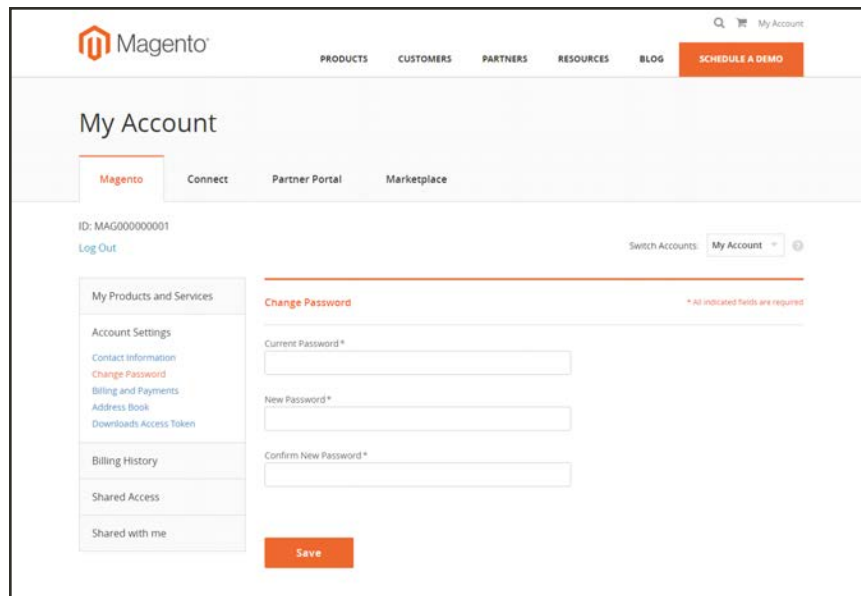 My Account
Magento
PRODUCTS CUSTOMERS PARTNERS RESOURCES BLOG SCHEDULE A DEMO
My Account
Magento Connect Partner Portal Marketplace
ID: MAG000000001
Log Out
Switch Accounts: My Account
My Products and Services
Account Settings
Contact Information
Change Password
Billing and Payments
Address Book
Downloads Access Token
Billing History
Shared Access
Shared with me
Change Password
* All indicated fields are required
Current Password *
New Password *
Confirm New Password *
Save